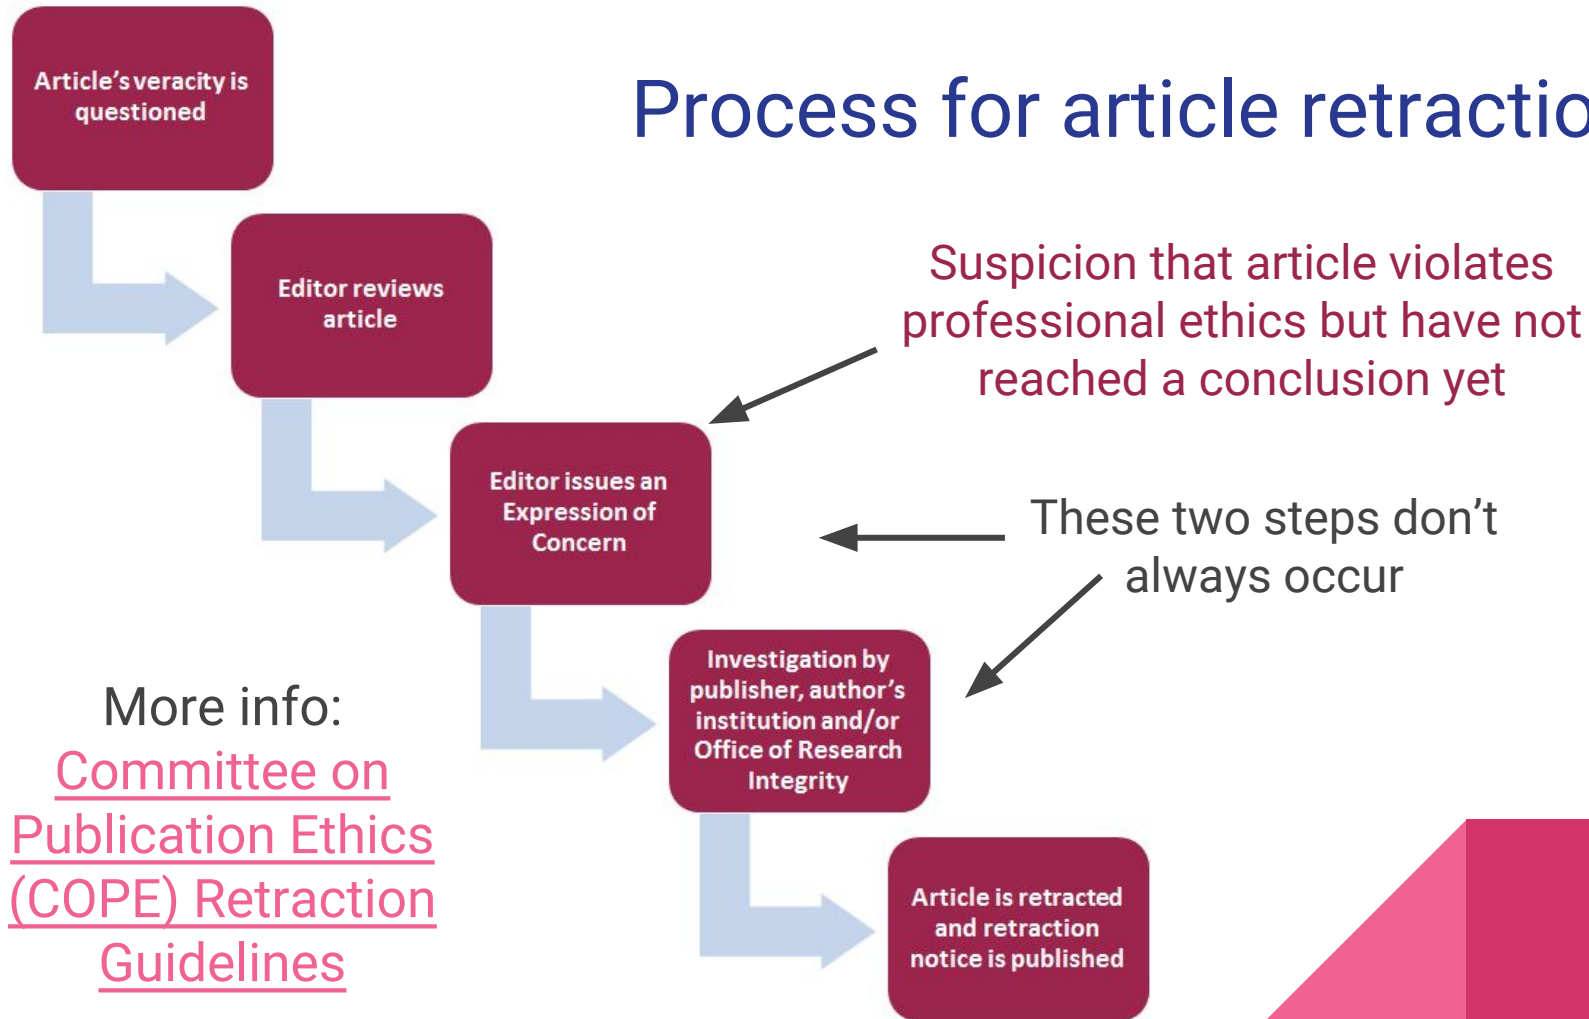 Process for article retractio
Article's veracity is
questioned
Editor reviews
article
Suspicion that article violates
professional ethics but have not
reached a conclusion yet
Editor issues an
Expression of
Concern
These two steps don’t
always occur
Investigation by
publisher, author's
institution and/or
Office of Research
Integrity
More info:
Committee on
Publication Ethics
(COPE) Retraction
Guidelines
Article is retracted
and retraction
notice is published